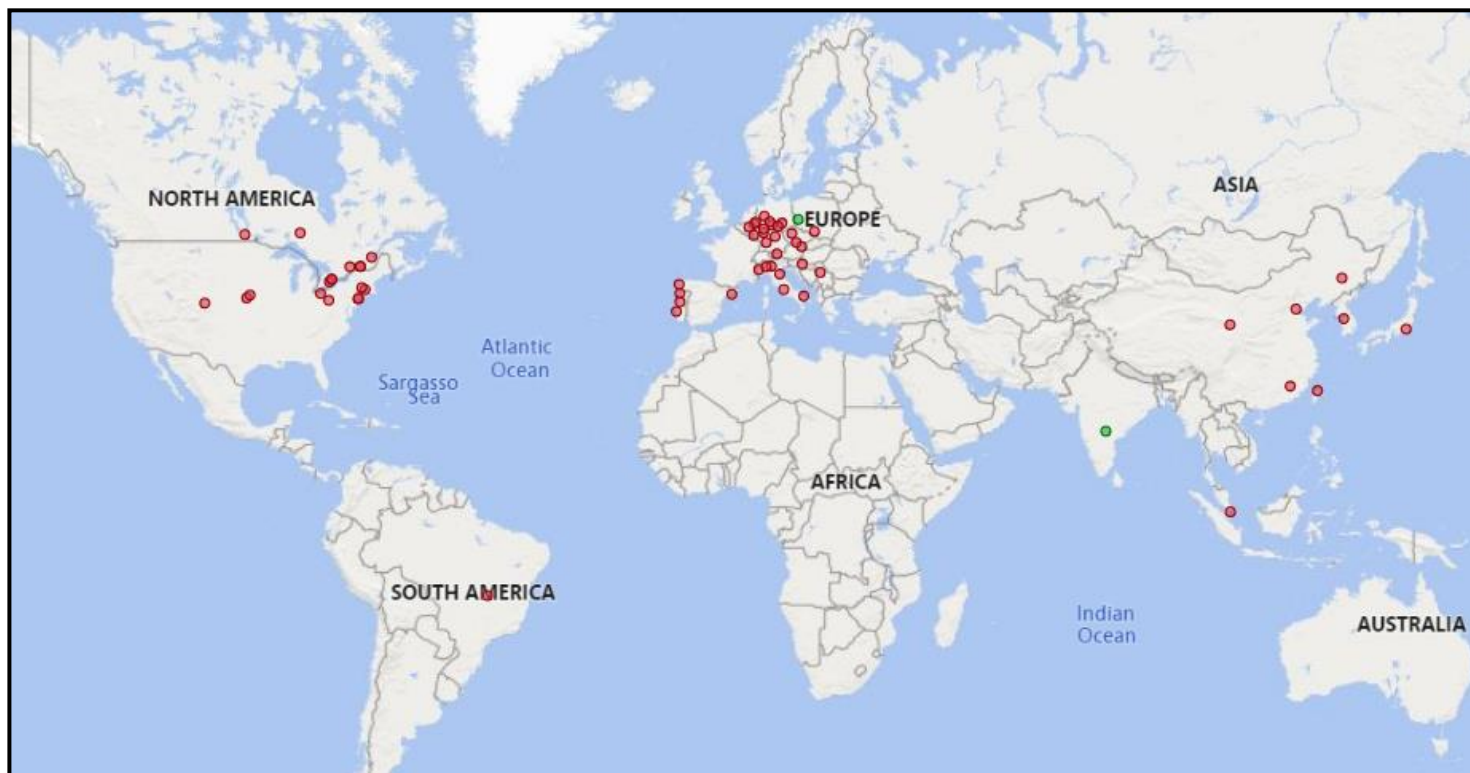 NORTH AMERICA
ASIA
EUROPE
Atlantic
Ocean
Sargasso
Sea
AFRICA
SOUTH AMERICA
Indian
Ocean
AUSTRALIA